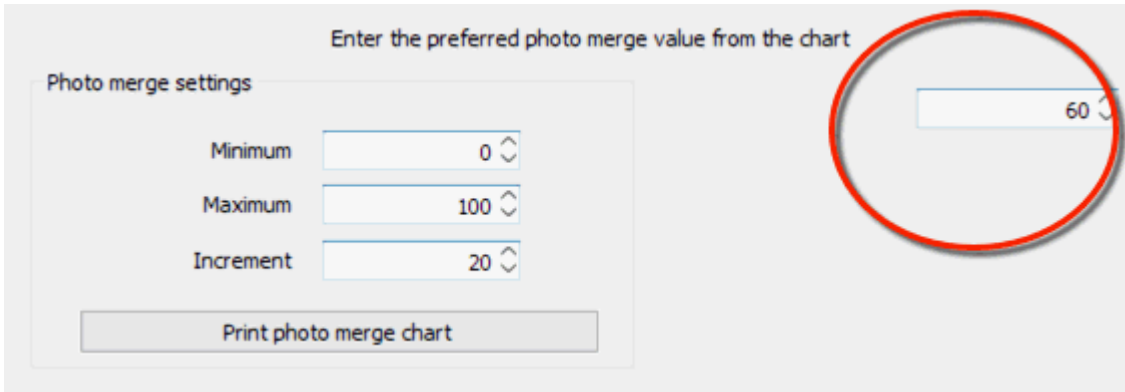 Enter the preferred photo merge value from the chart
Photo merge settings
60
Minimum 0
Maximum 100
Increment 20
Print photo merge chart